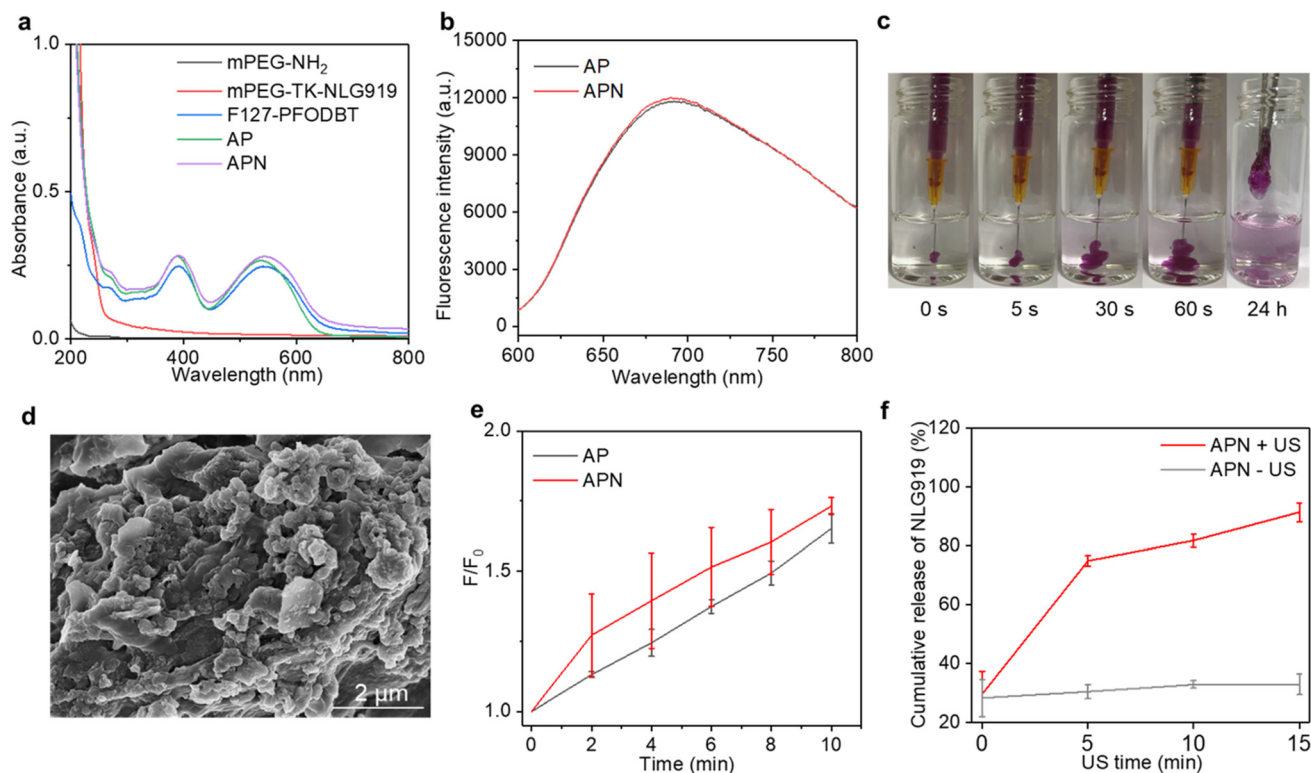 a
1.0
0.5
0.0
200
400
600
800
Absorbance (a.u.)
Wavelength (nm)
mPEG-NH₂
mPEG-TK-NLG919
F127-PFODBT
AP
APN
b
15000
12000
9000
6000
3000
0
600
650
700
750
800
Fluorescence intensity (a.u.)
Wavelength (nm)
AP
APN
c
0 s
5 s
30 s
60 s
24 h
d
2 μm
e
2.0
1.5
1.0
0
2
4
6
8
10
F/F₀
Time (min)
AP
APN
f
120
100
80
60
40
20
0
5
10
15
Cumulative release of NLG919 (%)
US time (min)
APN + US
APN - US